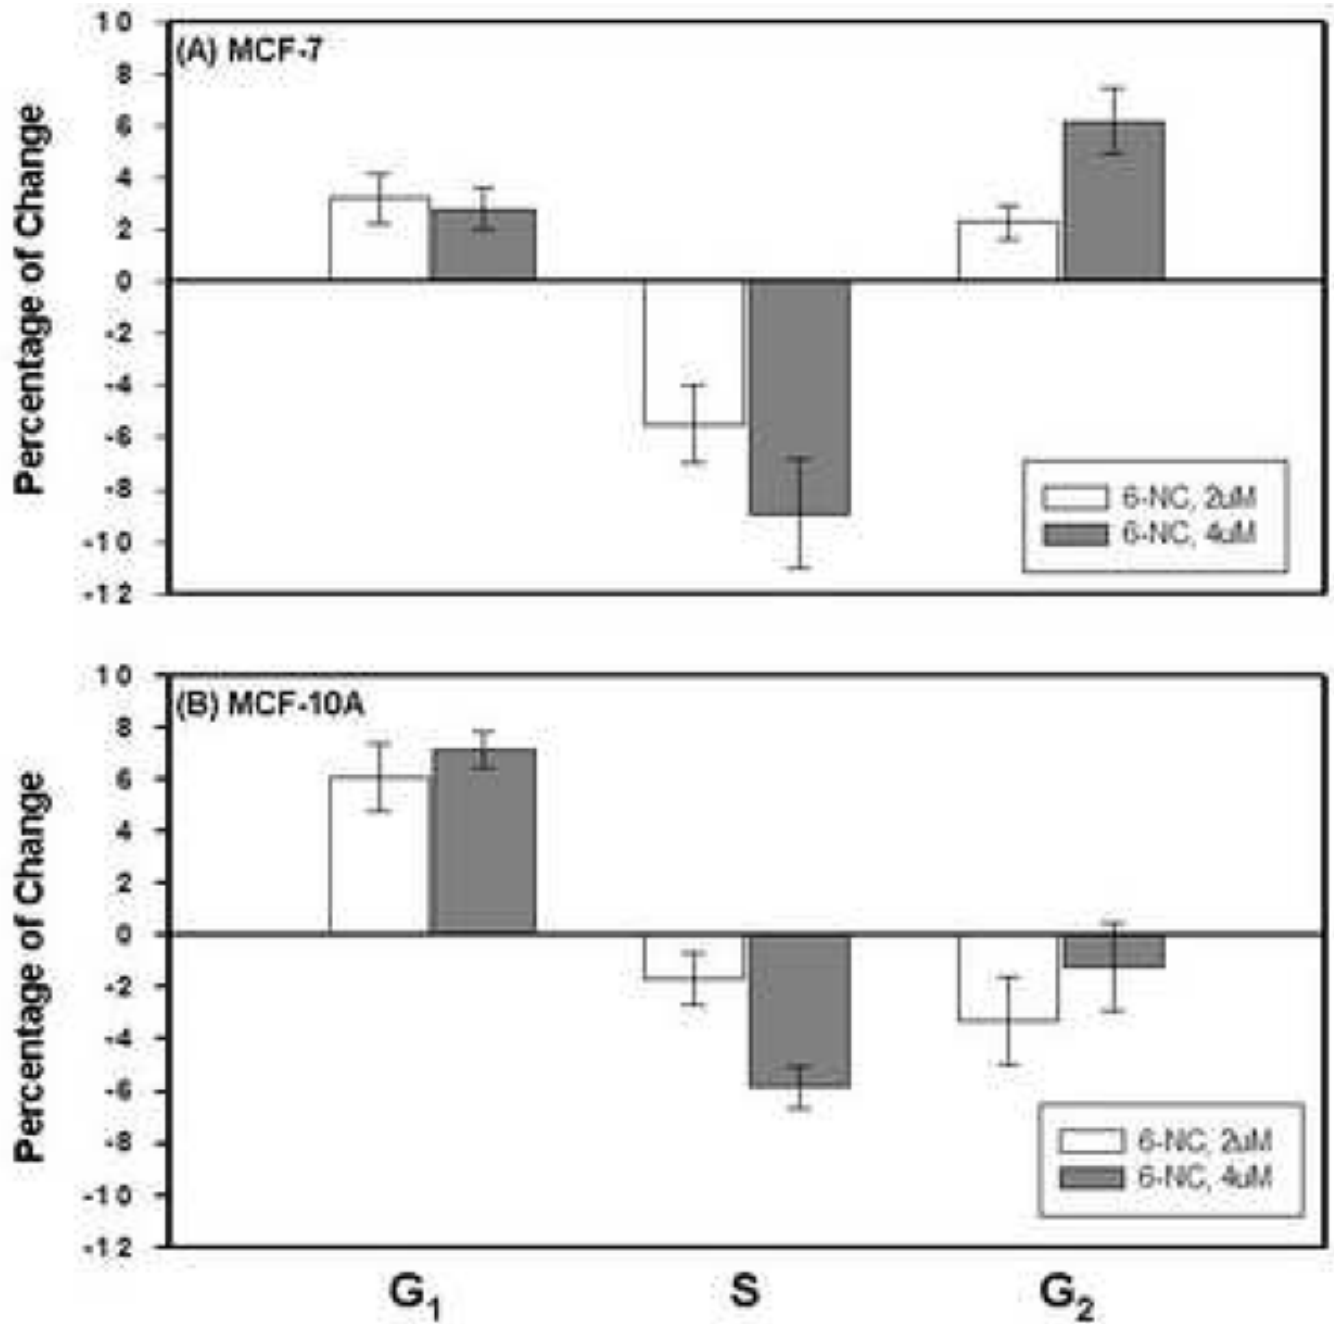 (A) MCF-7
Percentage of Change
10
8
6
4
2
0
-2
-4
-6
-8
-10
-12
6-NC, 2uM
6-NC, 4uM
(B) MCF-10A
Percentage of Change
10
8
6
4
2
0
-2
-4
-6
-8
-10
-12
6-NC, 2uM
6-NC, 4uM
G1 S G2